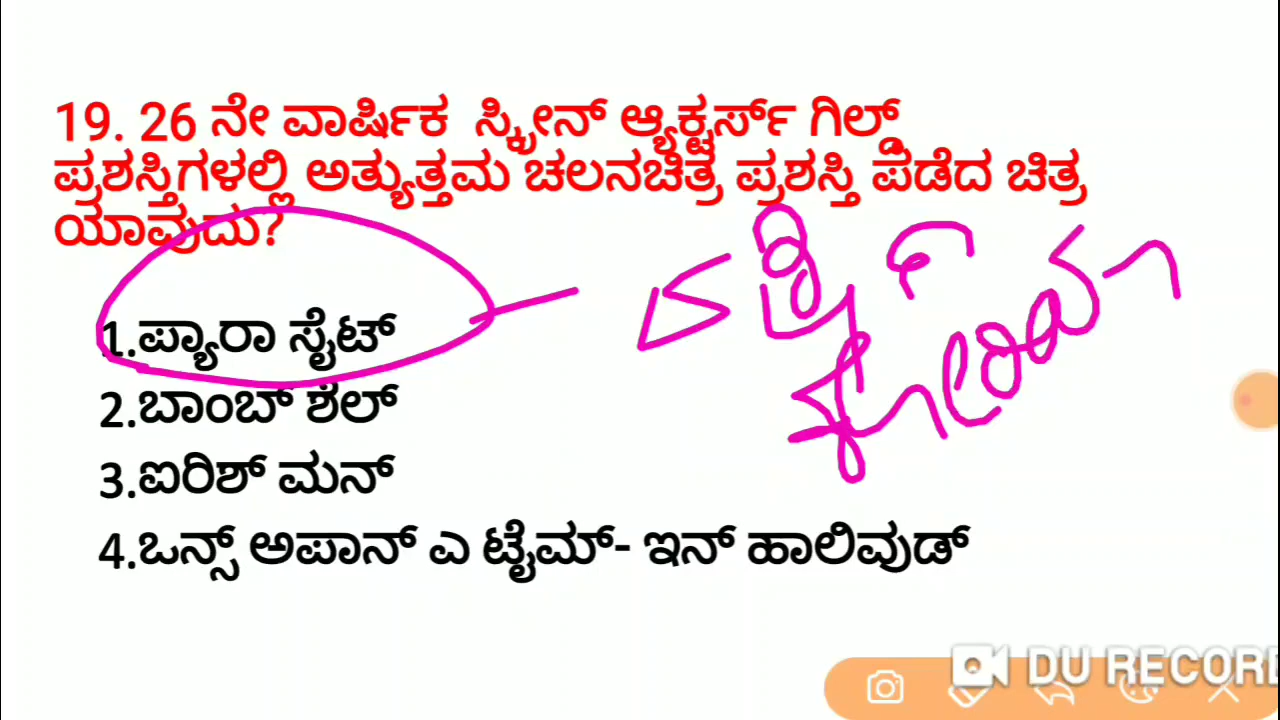 19. 26 ನೇ ವಾರ್ಷಿಕ ಸ್ಕ್ರೀನ್ ಆ್ಯಕ್ಟರ್ಸ್ ಗಿಲ್ಡ್
ಪ್ರಶಸ್ತಿಗಳಲ್ಲಿ ಅತ್ಯುತ್ತಮ ಚಲನಚಿತ್ರ ಪ್ರಶಸ್ತಿ ಪಡೆದ ಚಿತ್ರ
ಯಾವುದು?
1.ಪ್ಯಾರಾ ಸೈಟ್
2.ಬಾಂಬ್ ಶೆಲ್
3.ಐರಿಶ್ ಮನ್
4.ಒನ್ಸ್ ಅಪಾನ್ ಎ ಟೈಮ್- ಇನ್ ಹಾಲಿವುಡ್
DU RECORD